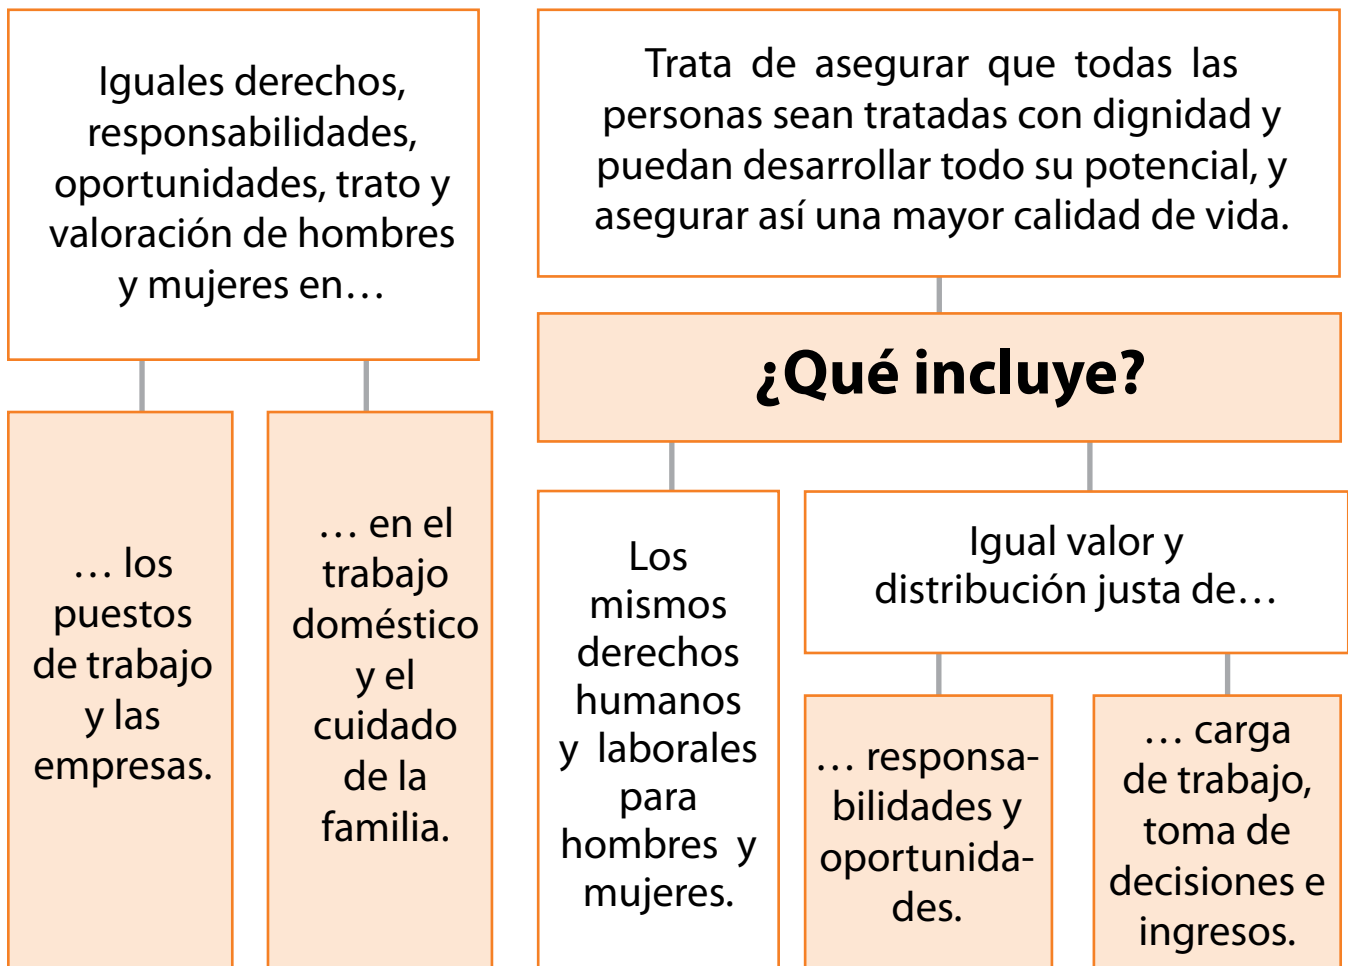 Iguales derechos,
responsabilidades,
oportunidades, trato y
valoración de hombres
y mujeres en…
… los
puestos
de trabajo
y las
empresas.
… en el
trabajo
doméstico
y el
cuidado
de la
familia.
Trata de asegurar que todas las
personas sean tratadas con dignidad y
puedan desarrollar todo su potencial, y
asegurar así una mayor calidad de vida.
¿Qué incluye?
Los
mismos
derechos
humanos
y laborales
para
hombres y
mujeres.
Igual valor y
distribución justa de…
… responsa-
bilidades y
oportunida-
des.
… carga
de trabajo,
toma de
decisiones e
ingresos.